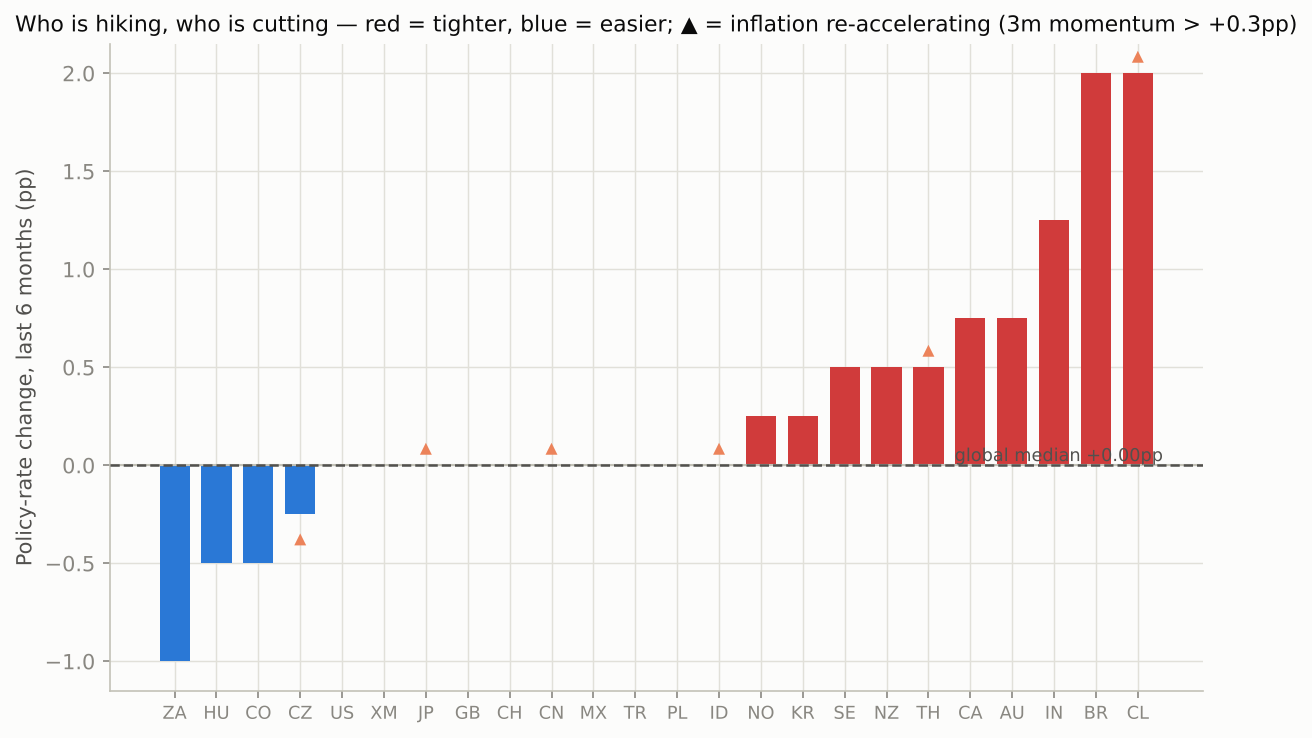 Who is hiking, who is cutting — red = tighter, blue = easier; ▲ = inflation re-accelerating (3m momentum > +0.3pp)
Policy-rate change, last 6 months (pp)
2.0
1.5
1.0
0.5
0.0
−0.5
−1.0
global median +0.00pp
ZA HU CO CZ US XM JP GB CH CN MX TR PL ID NO KR SE NZ TH CA AU IN BR CL